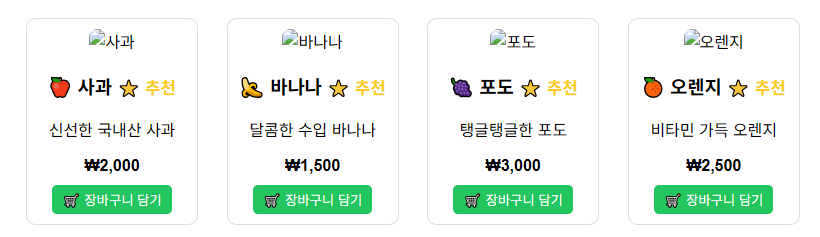 사과
🍎 사과 ⭐ 추천
신선한 국내산 사과
₩2,000
🛒 장바구니 담기
바나나
🍌 바나나 ⭐ 추천
달콤한 수입 바나나
₩1,500
🛒 장바구니 담기
포도
🍇 포도 ⭐ 추천
탱글탱글한 포도
₩3,000
🛒 장바구니 담기
오렌지
🍊 오렌지 ⭐ 추천
비타민 가득 오렌지
₩2,500
🛒 장바구니 담기